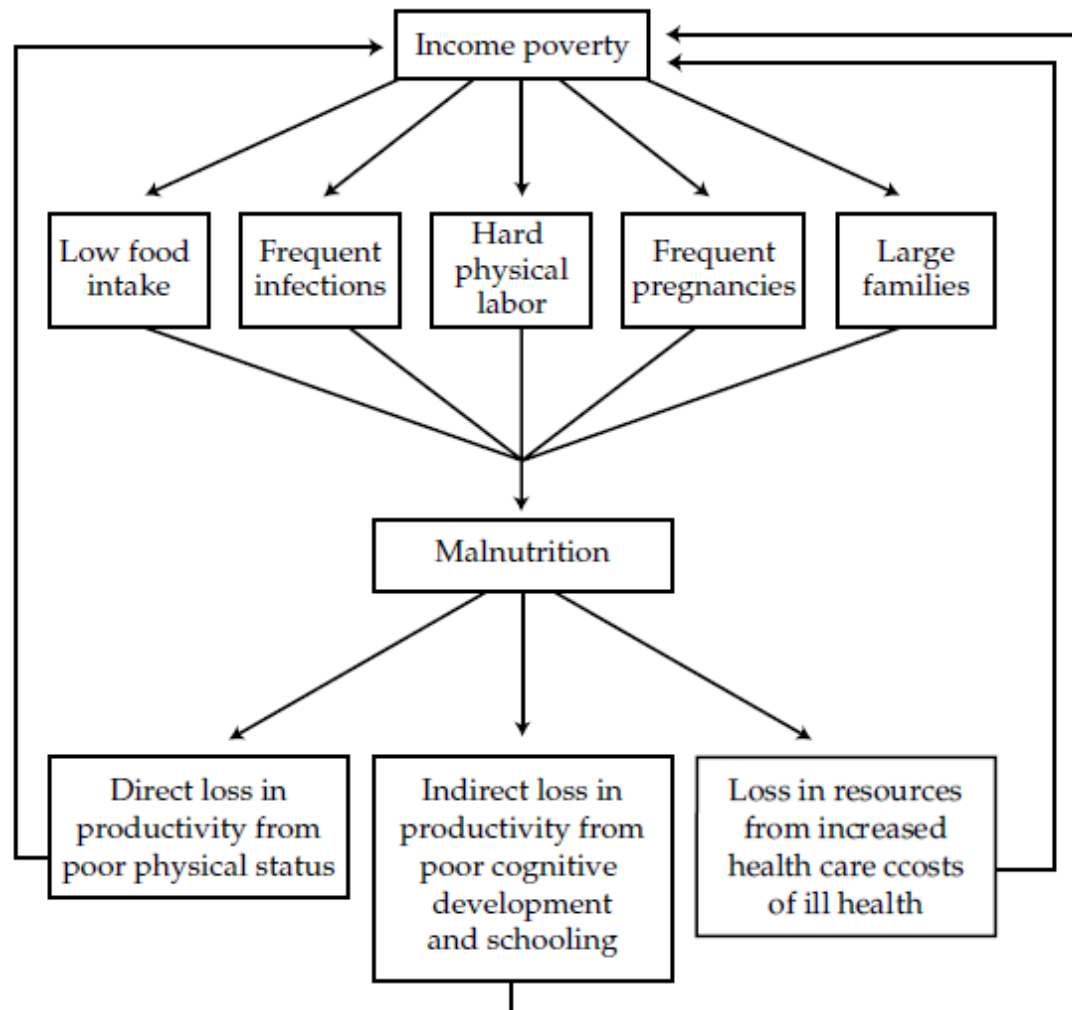 Income poverty
Low food
intake
Frequent
infections
Hard
physical
labor
Frequent
pregnancies
Large
families
Malnutrition
Direct loss in
productivity from
poor physical status
Indirect loss in
productivity from
poor cognitive
development
and schooling
Loss in resources
from increased
health care ccosts
of ill health